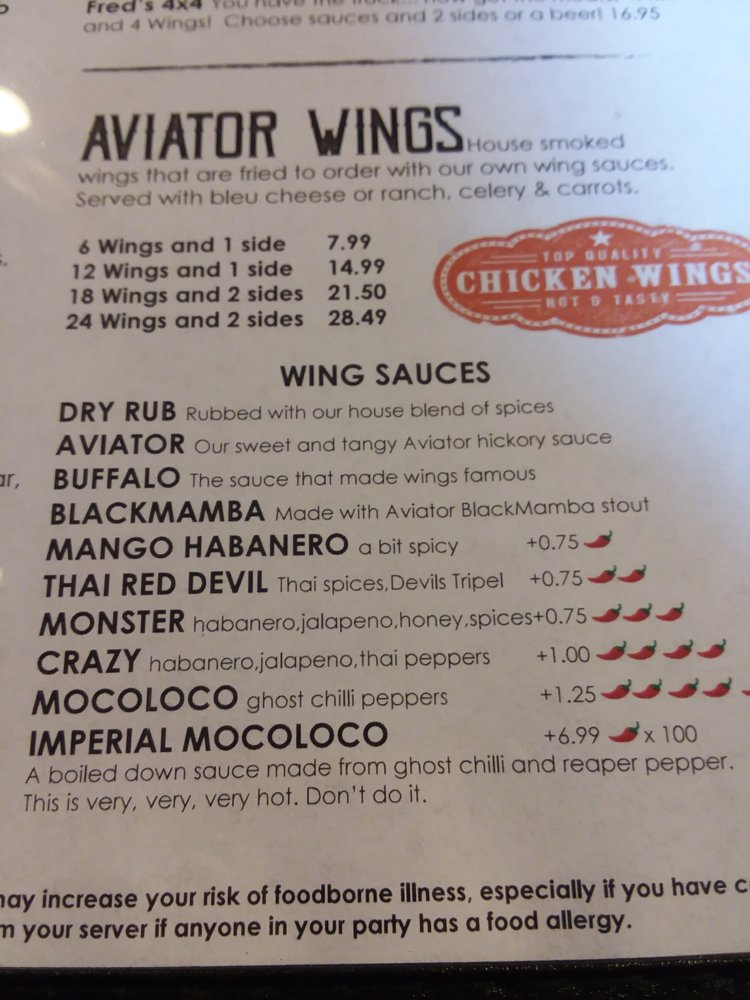 Fred's 4x4 You have the
and 4 Wings! Choose sauces and 2 sides or a beer! 16.95
AVIATOR WINGS House smoked
wings that are fried to order with our own wing sauces.
Served with bleu cheese or ranch, celery & carrots.
6 Wings and 1 side 7.99
12 Wings and 1 side 14.99
18 Wings and 2 sides 21.50
24 Wings and 2 sides 28.49
TOP QUALITY
CHICKEN WINGS
HOT & TASTY
WING SAUCES
DRY RUB Rubbed with our house blend of spices
AVIATOR Our sweet and tangy Aviator hickory sauce
BUFFALO The sauce that made wings famous
ar,
BLACKMAMBA Made with Aviator BlackMamba stout
MANGO HABANERO a bit spicy +0.75
THAI RED DEVIL Thai spices,Devils Tripel +0.75
MONSTER habanero,jalapeno,honey,spices+0.75
CRAZY habanero,jalapeno,thai peppers +1.00
MOCOLOCO ghost chilli peppers +1.25
IMPERIAL MOCOLOCO +6.99 x 100
A boiled down sauce made from ghost chilli and reaper pepper.
This is very, very, very hot. Don't do it.
may increase your risk of foodborne illness, especially if you have c
m your server if anyone in your party has a food allergy.